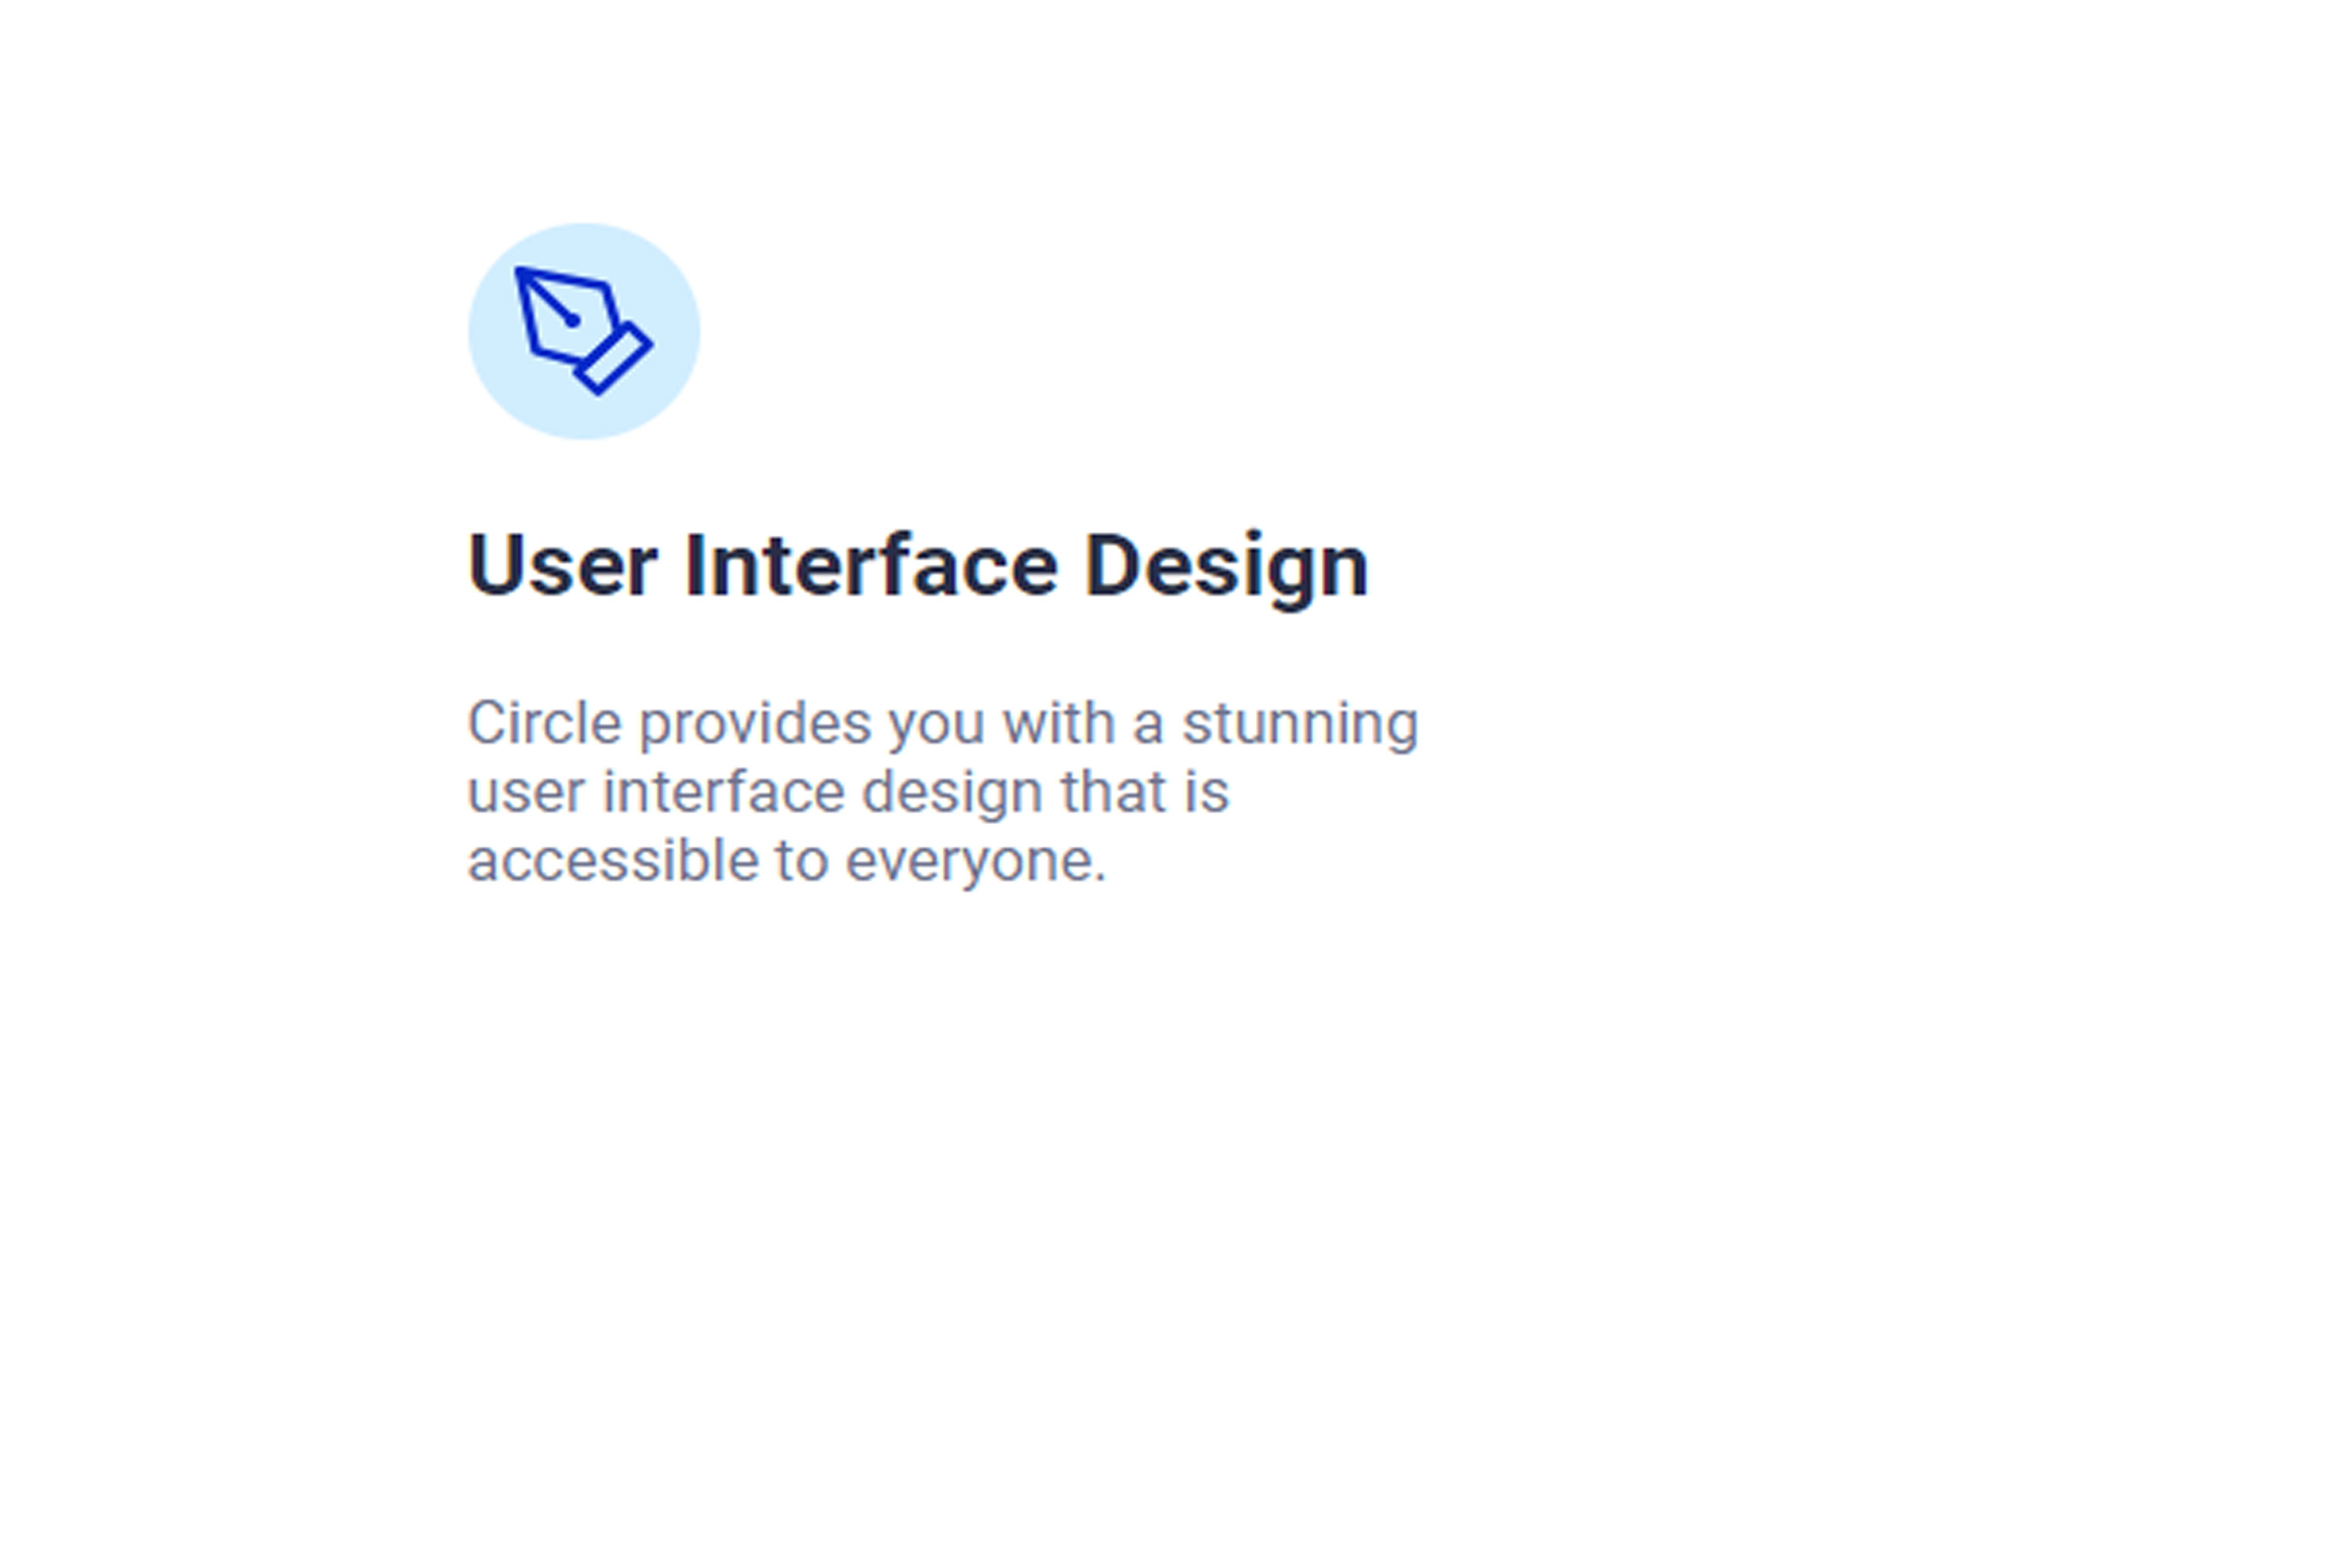 User Interface Design
Circle provides you with a stunning
user interface design that is
accessible to everyone.